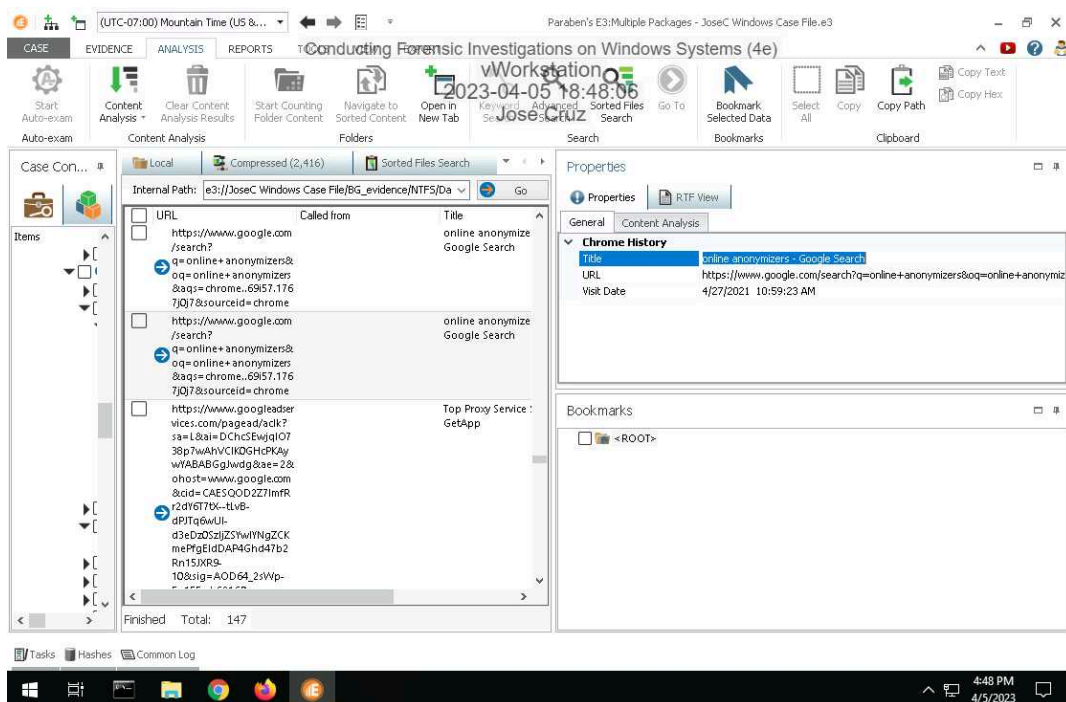 (UTC-07:00) Mountain Time (US &...
Paraben's E3:Multiple Packages - JoseC Windows Case File.e3
CASE EVIDENCE ANALYSIS REPORTS
Conducting Forensic Investigations on Windows Systems (4e)
vWorkstation
2023-04-05 18:48:06
Jose Cruz
Start Auto-exam
Content Analysis
Clear Content Analysis Results
Start Counting Folder Content
Navigate to Sorted Content
Open in New Tab
Keyword Search
Advanced Search
Sorted Files Search
Go To
Bookmark Selected Data
Select All
Copy
Copy Path
Copy Text
Copy Hex
Auto-exam Content Analysis Folders Search Bookmarks Clipboard
Case Con...
Items
Local Compressed (2,416) Sorted Files Search
Internal Path: e3://JoseC Windows Case File/BG_evidence/NTFS/Da Go
URL Called from Title
https://www.google.com
/search?
q=online+anonymizers&
oq=online+anonymizers
&aqs=chrome..69i57.176
7j0j7&sourceid=chrome
online anonymize
Google Search
https://www.google.com
/search?
q=online+anonymizers&
oq=online+anonymizers
&aqs=chrome..69i57.176
7j0j7&sourceid=chrome
online anonymize
Google Search
https://www.googleadser
vices.com/pagead/aclk?
sa=L&ai=DChcSEwjqlO7
38p7wAhVCIK0GHcPKAy
wYABABGgJwdg&ae=2&
ohost=www.google.com
&cid=CAESQOD2Z7ImfR
r2dY6T7tX--tLvB-
dPJTq6wUl-
d3eDz0SzljZSYwIYNgZCK
mePfgEIdDAP4Ghd47b2
Rn15JXR9-
10&sig=AOD64_2sWp-
Top Proxy Service
GetApp
Finished Total: 147
Properties
Properties RTF View
General Content Analysis
Chrome History
Title online anonymizers - Google Search
URL https://www.google.com/search?q=online+anonymizers&oq=online+anonymiz
Visit Date 4/27/2021 10:59:23 AM
Bookmarks
<ROOT>
Tasks Hashes Common Log
4:48 PM
4/5/2023